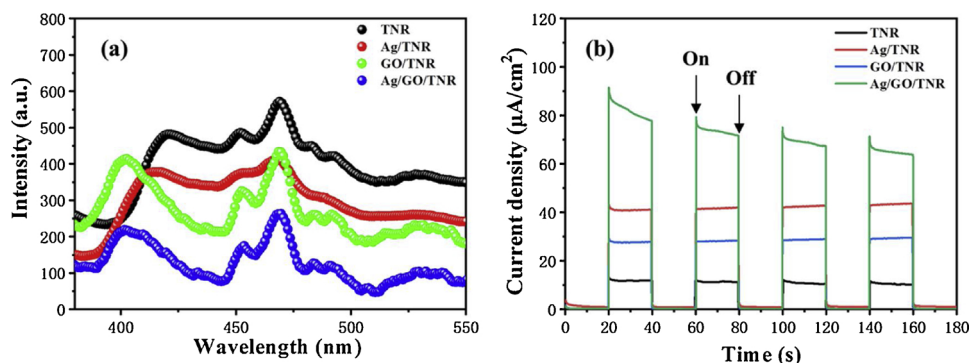 (a)
TNR
Ag/TNR
GO/TNR
Ag/GO/TNR
Intensity (a.u.)
800
700
600
500
400
300
200
100
0
400
450
500
550
Wavelength (nm)
(b)
TNR
Ag/TNR
GO/TNR
Ag/GO/TNR
On
Off
Current density (μA/cm²)
120
100
80
60
40
20
0
0 20 40 60 80 100 120 140 160 180
Time (s)